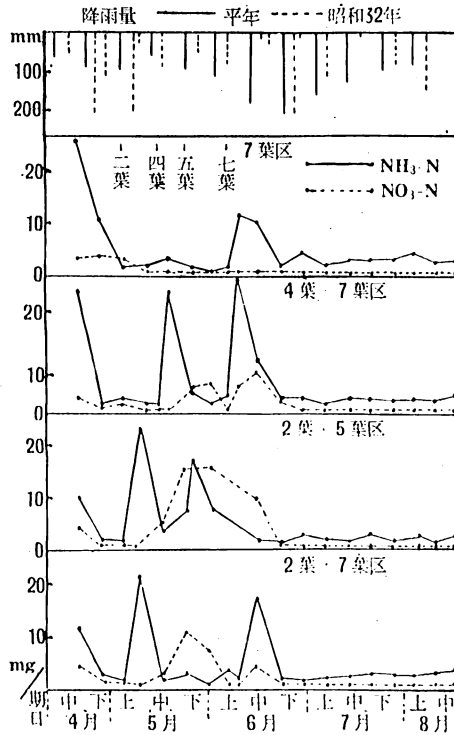 降雨量 平年 昭和32年
mm
100
200
二葉 四葉 五葉 七葉
7葉区
20
10
0
NH₃-N
NO₃-N
4葉・7葉区
20
10
0
2葉・5葉区
20
10
0
2葉・7葉区
20
10
mg
期日
中 下 上 中 下 上 中 下 上 中 下 上 中
4月 5月 6月 7月 8月